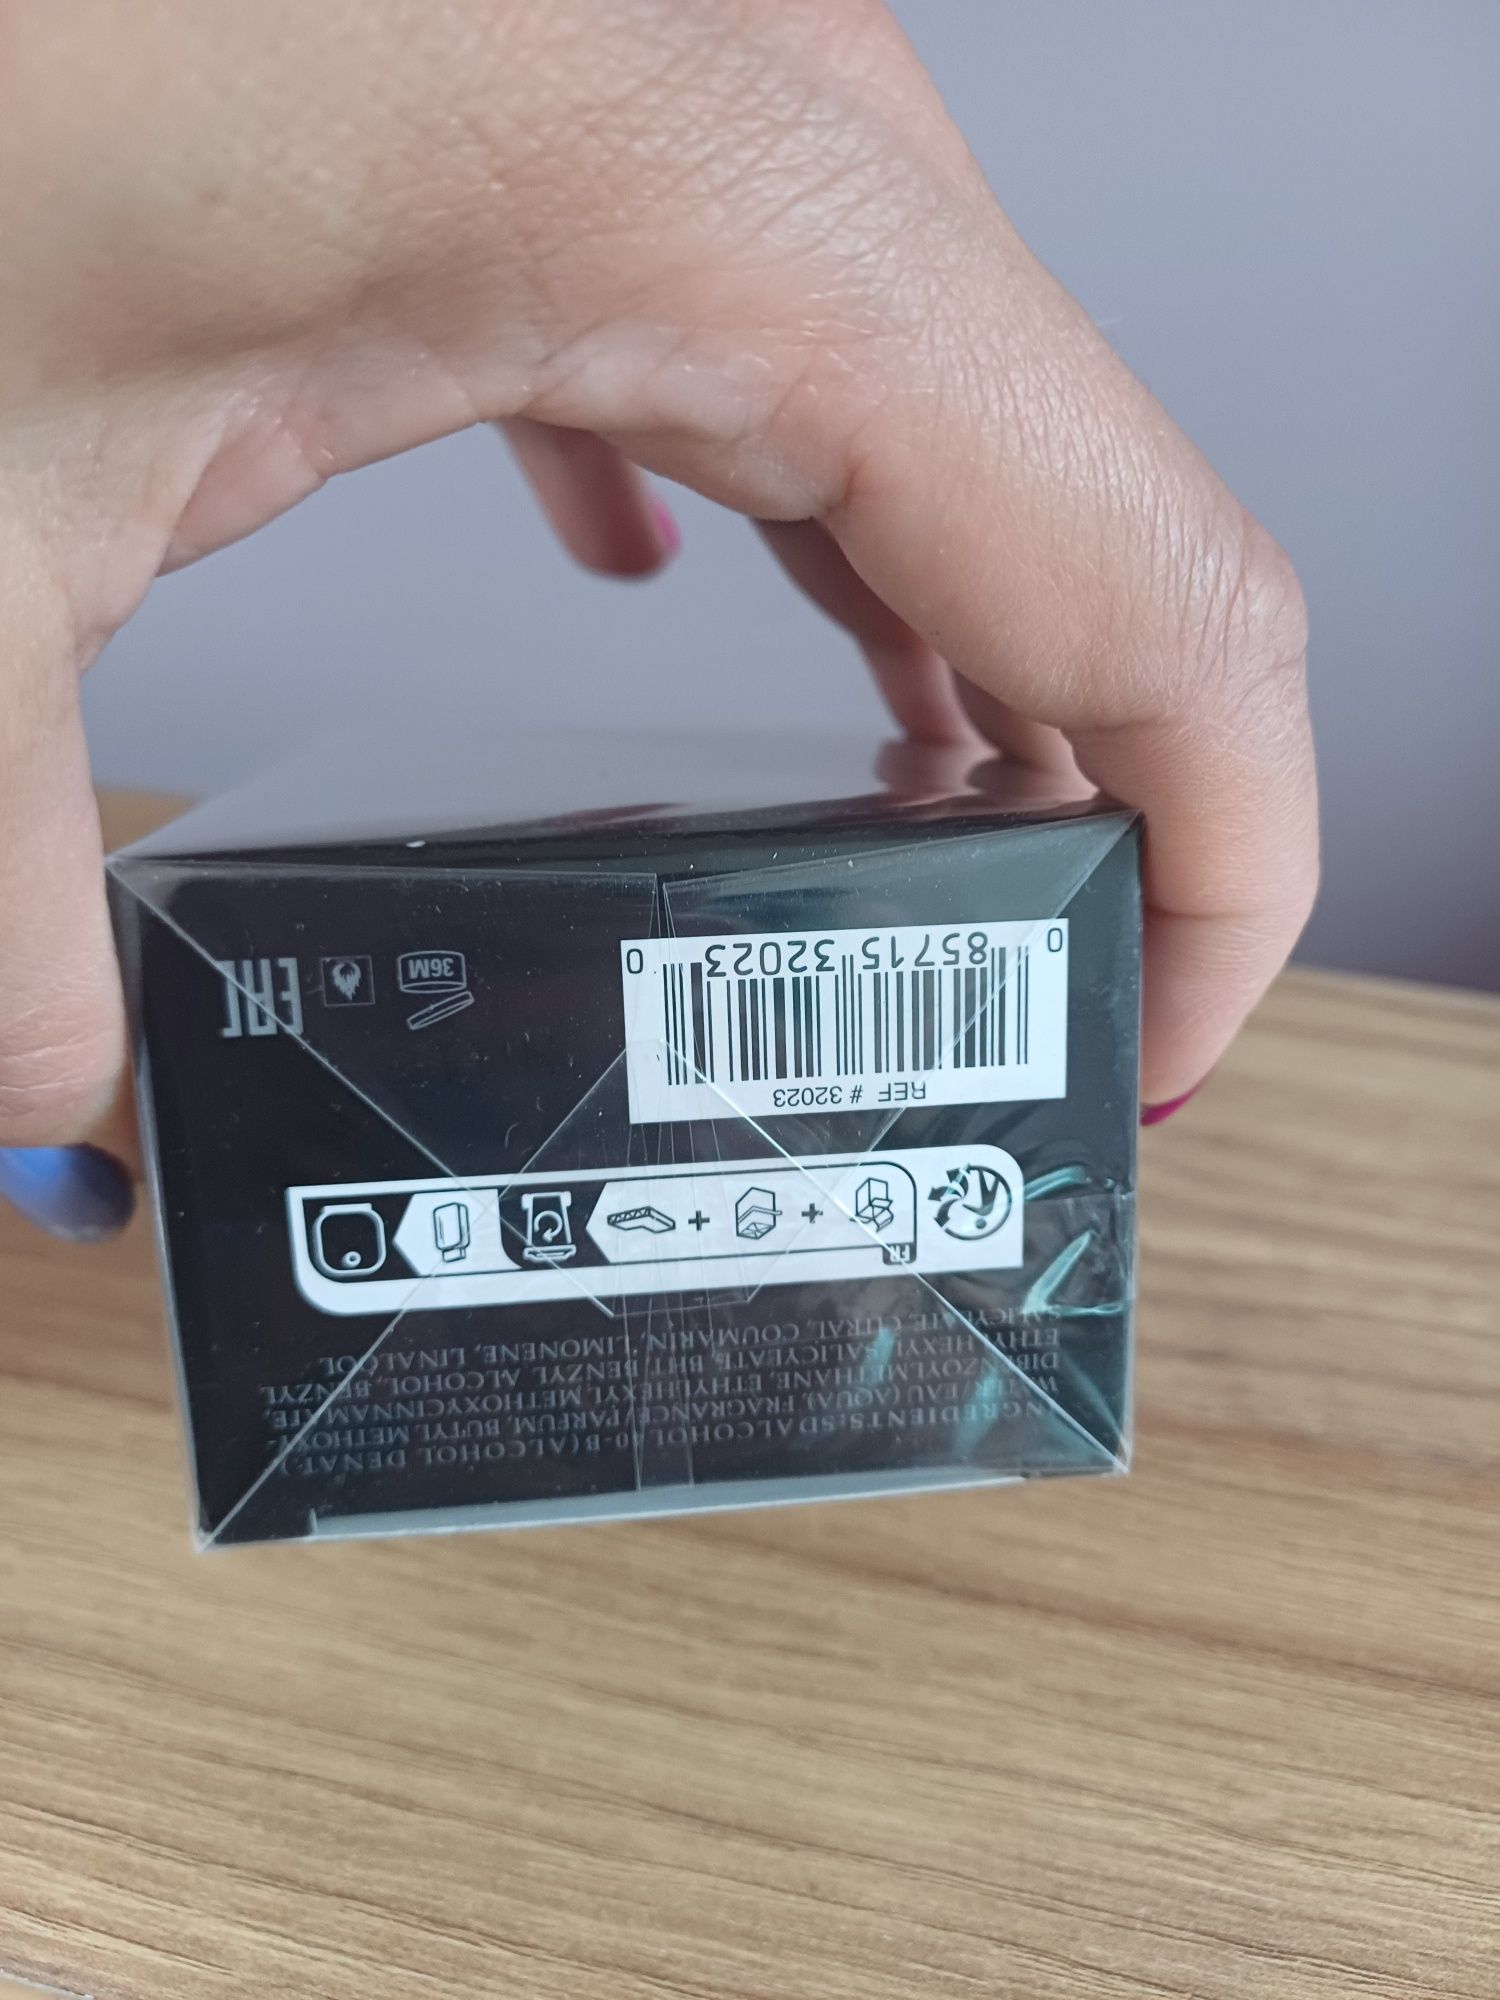 INGREDIENTS: SD ALCOHOL 40-B (ALCOHOL DENAT.)
WATER/EAU (AQUA), FRAGRANCE/PARFUM, BUTYL METHOXY-
DIBENZOYLMETHANE, ETHYLHEXYL METHOXYCINNAMATE,
ETHYLHEXYL SALICYLATE, BHT, BENZYL ALCOHOL, BENZYL
SALICYLATE, CITRAL, COUMARIN, LIMONENE, LINALOOL
FR
+ +
REF # 32023
0 85715 32023 0
36M
EAC